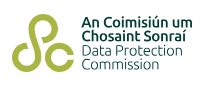 An Coimisiún um
Chosaint Sonraí
Data Protection
Commission